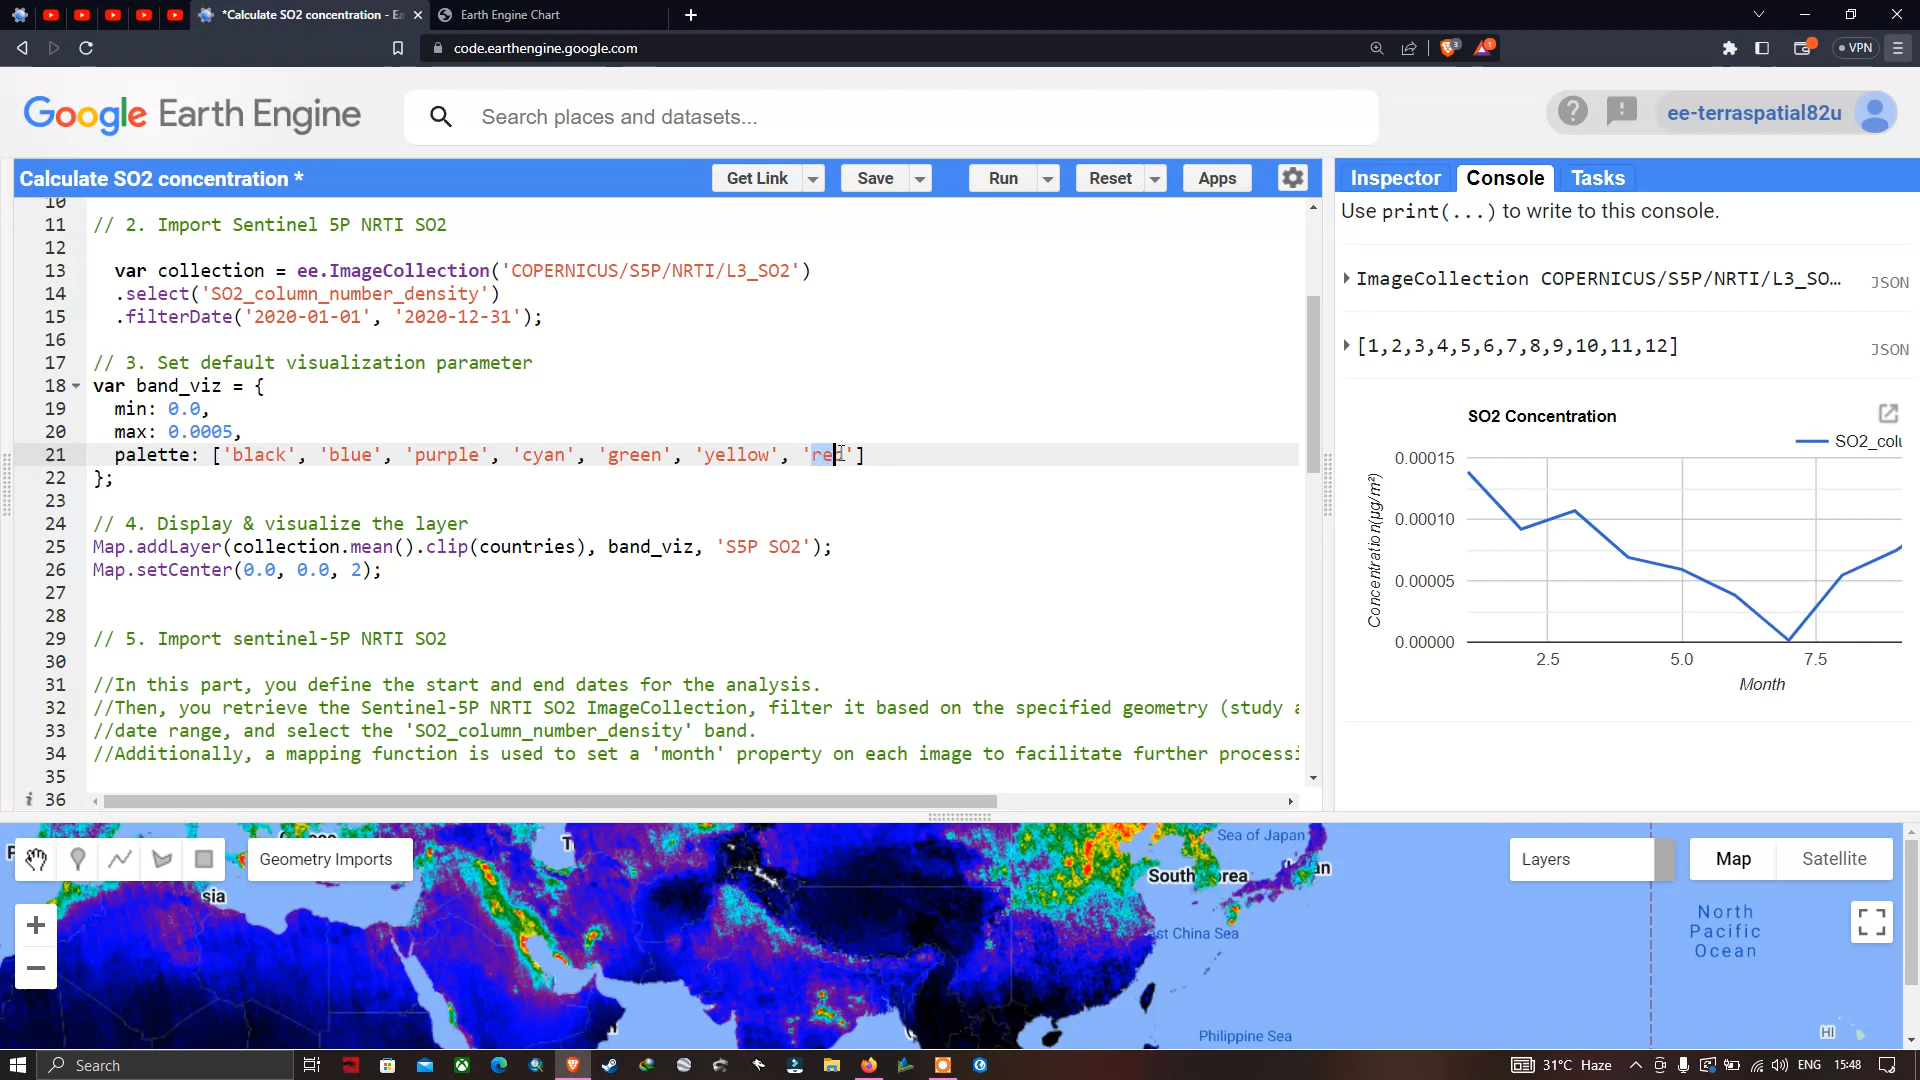 *Calculate SO2 concentration - Ea
Earth Engine Chart
code.earthengine.google.com
VPN
Google Earth Engine
Search places and datasets...
ee-terraspatial82u
Calculate SO2 concentration *
Get Link
Save
Run
Reset
Apps
Inspector
Console
Tasks
10
11 // 2. Import Sentinel 5P NRTI SO2
12
13 var collection = ee.ImageCollection('COPERNICUS/S5P/NRTI/L3_SO2')
14 .select('SO2_column_number_density')
15 .filterDate('2020-01-01', '2020-12-31');
16
17 // 3. Set default visualization parameter
18 var band_viz = {
19 min: 0.0,
20 max: 0.0005,
21 palette: ['black', 'blue', 'purple', 'cyan', 'green', 'yellow', 'red']
22 };
23
24 // 4. Display & visualize the layer
25 Map.addLayer(collection.mean().clip(countries), band_viz, 'S5P SO2');
26 Map.setCenter(0.0, 0.0, 2);
27
28
29 // 5. Import sentinel-5P NRTI SO2
30
31 //In this part, you define the start and end dates for the analysis.
32 //Then, you retrieve the Sentinel-5P NRTI SO2 ImageCollection, filter it based on the specified geometry (study a
33 //date range, and select the 'SO2_column_number_density' band.
34 //Additionally, a mapping function is used to set a 'month' property on each image to facilitate further processi
35
i 36
Use print(...) to write to this console.
ImageCollection COPERNICUS/S5P/NRTI/L3_SO...
JSON
[1,2,3,4,5,6,7,8,9,10,11,12]
JSON
SO2 Concentration
SO2_colu
0.00015
0.00010
0.00005
0.00000
Concentration(µg/m²)
2.5
5.0
7.5
Month
Geometry Imports
Layers
Map
Satellite
Sea of Japan
South Korea
East China Sea
North
Pacific
Ocean
Philippine Sea
HI
sia
Search
31°C Haze
ENG
15:48